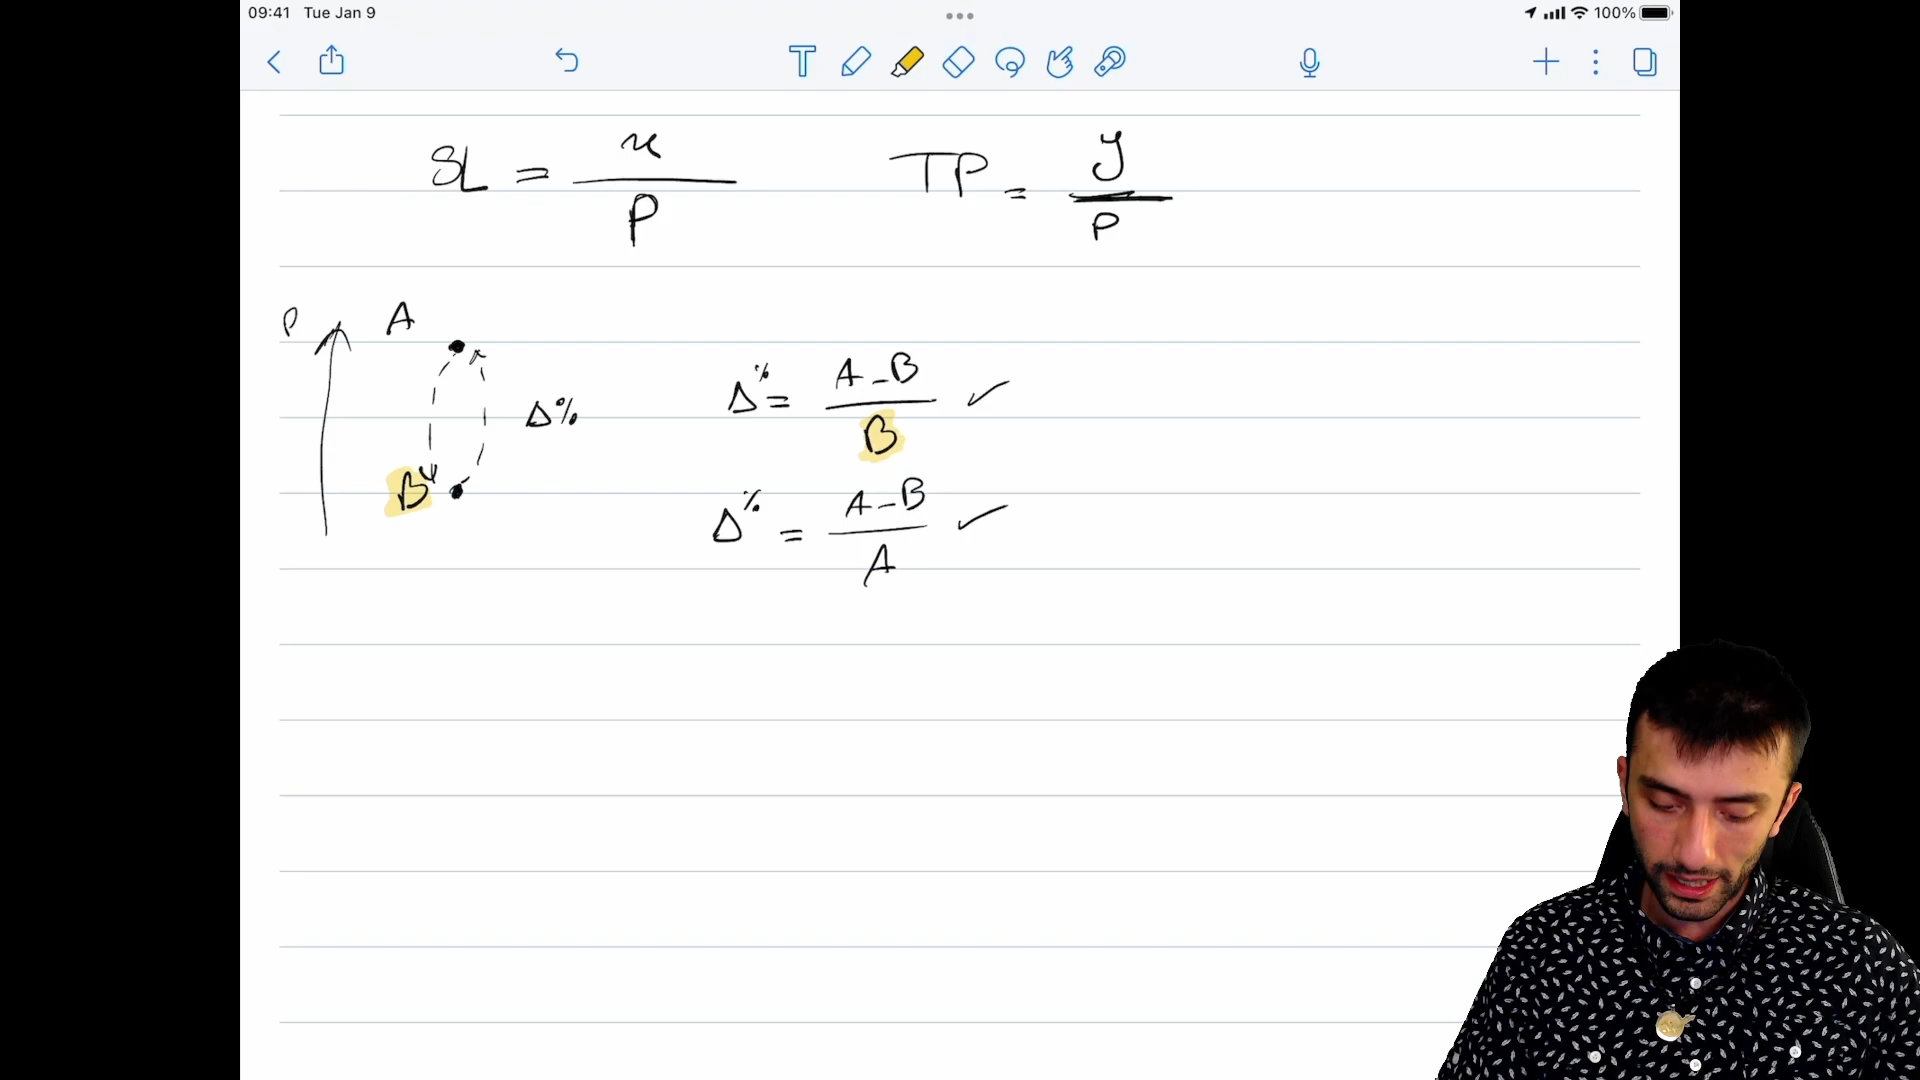 09:41 Tue Jan 9
100%
T
SL = x / P
TP = y / P
P
A
Δ%
B
Δ% = A - B / B ✓
Δ% = A - B / A ✓